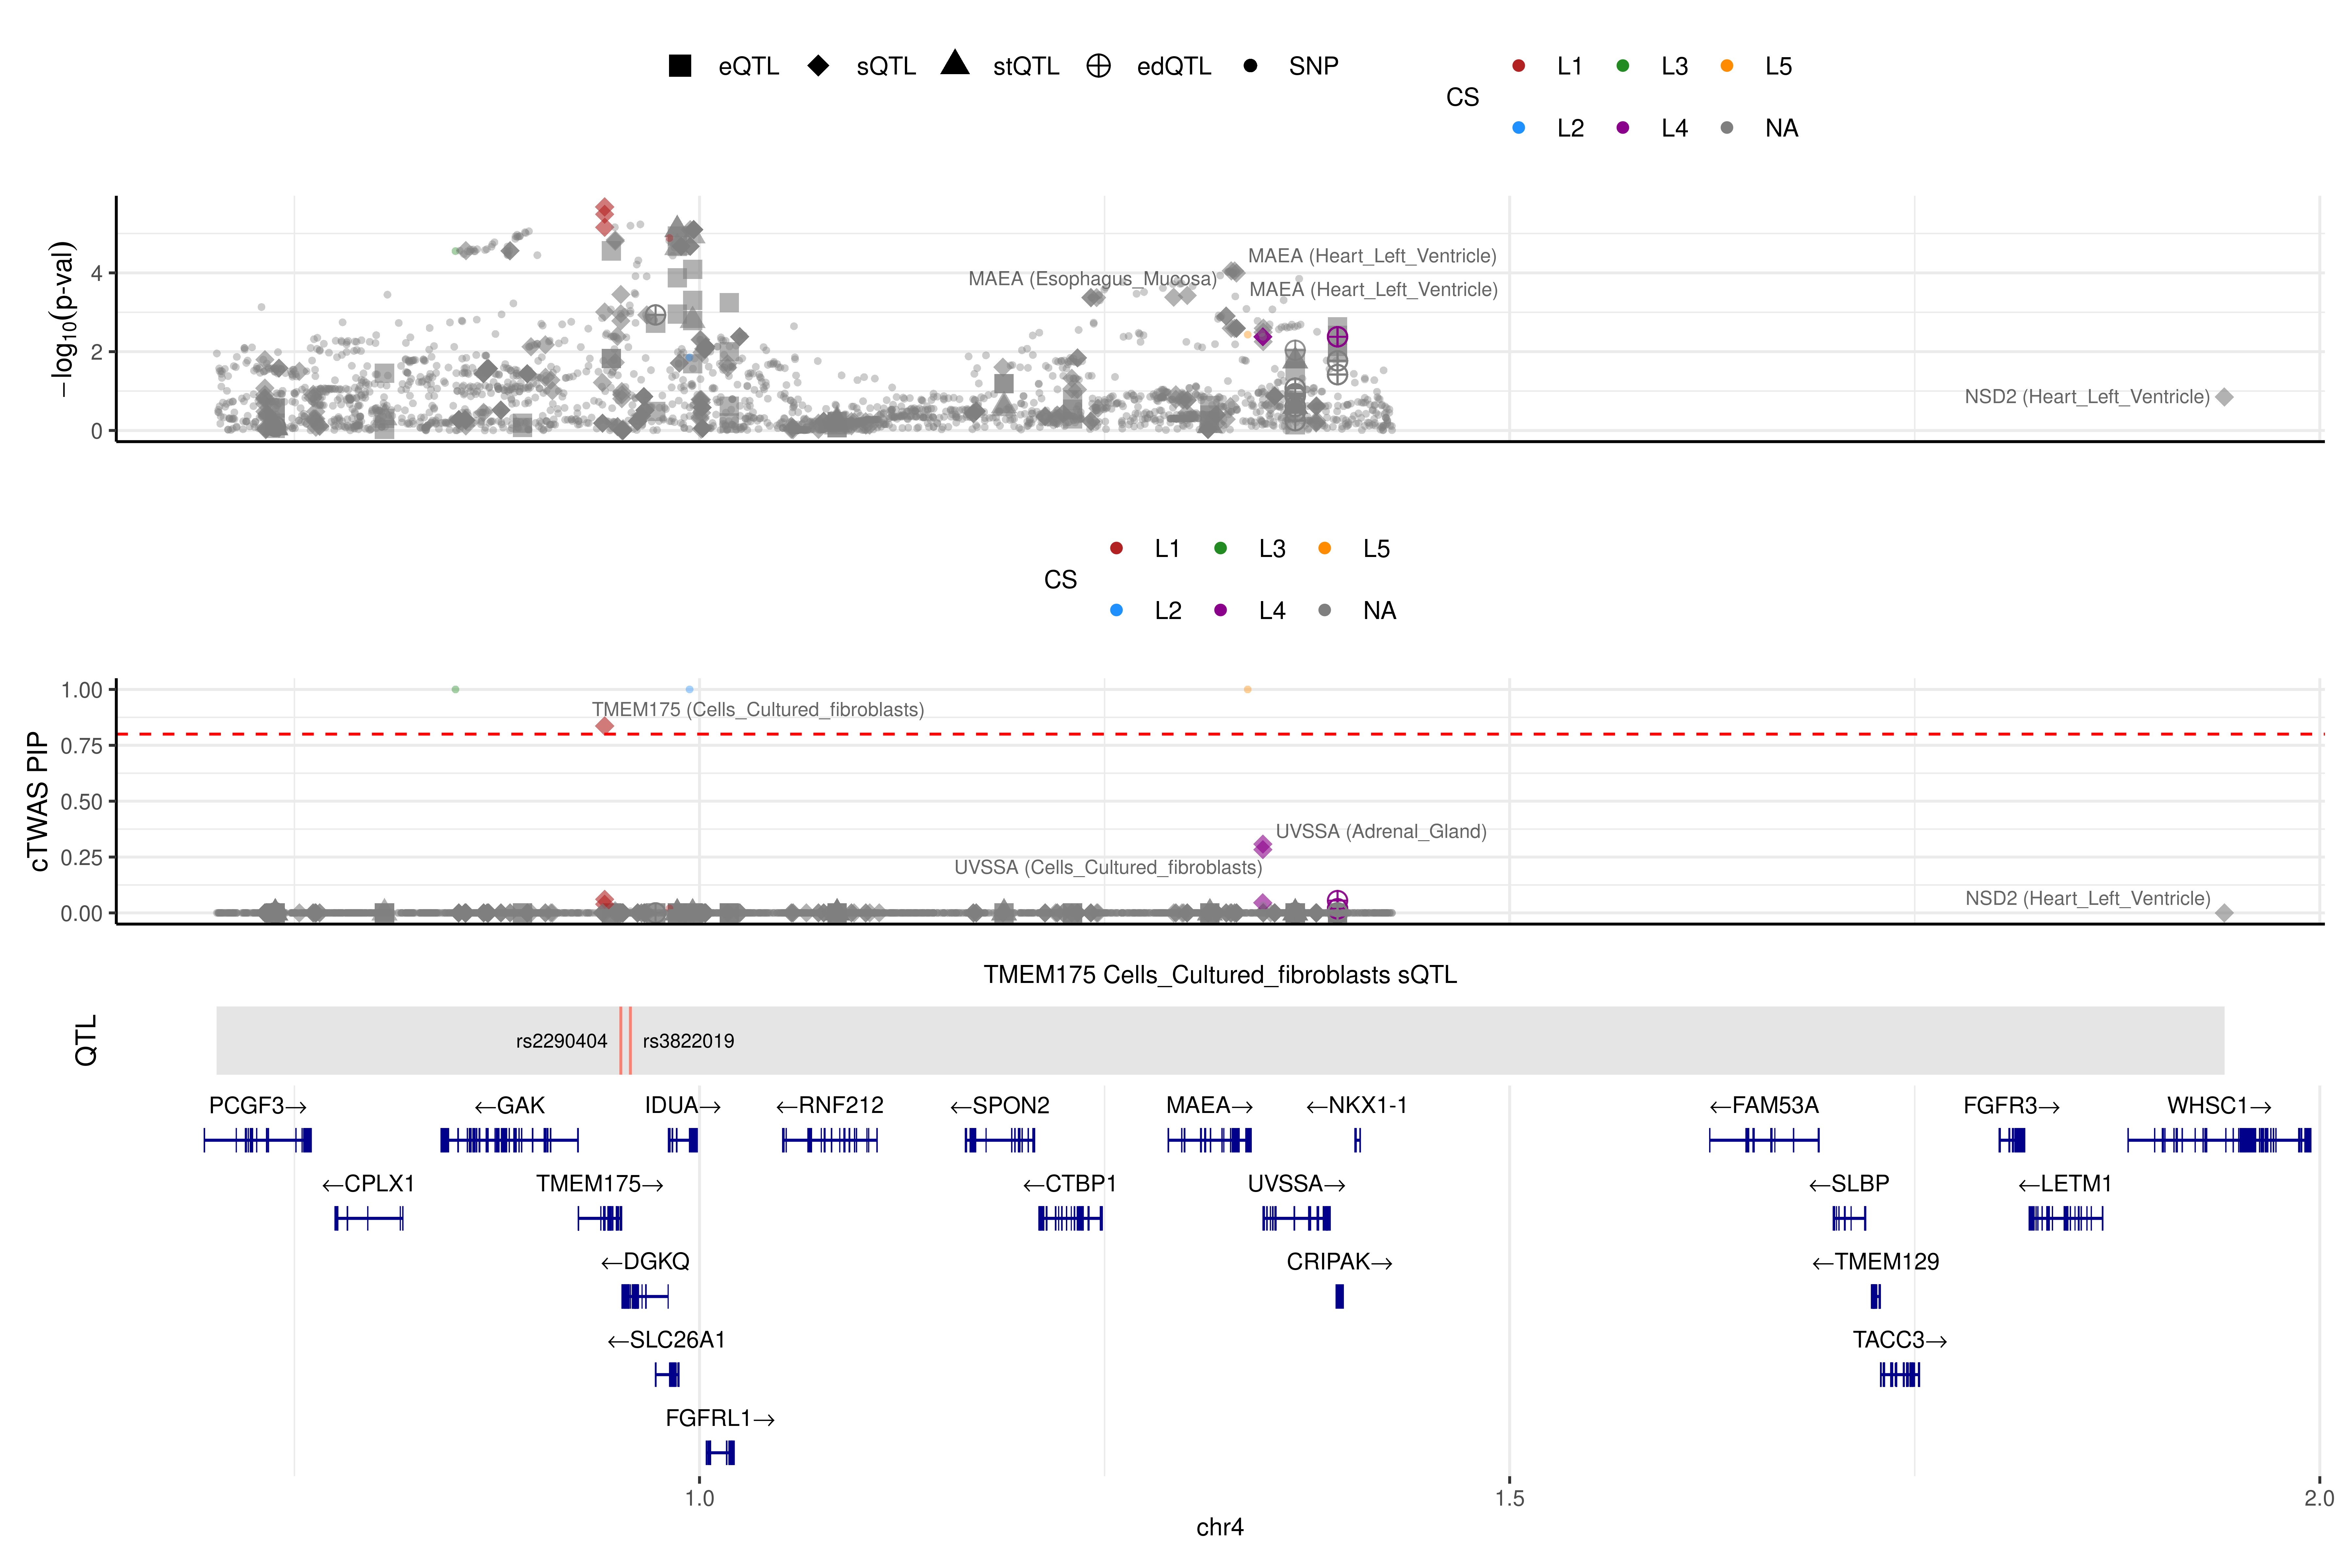 eQTL sQTL stQTL edQTL SNP
CS
L1 L3 L5
L2 L4 NA
−log10(p-val)
4
2
0
MAEA (Heart_Left_Ventricle)
MAEA (Esophagus_Mucosa)
MAEA (Heart_Left_Ventricle)
NSD2 (Heart_Left_Ventricle)
CS
L1 L3 L5
L2 L4 NA
cTWAS PIP
1.00
0.75
0.50
0.25
0.00
TMEM175 (Cells_Cultured_fibroblasts)
UVSSA (Adrenal_Gland)
UVSSA (Cells_Cultured_fibroblasts)
NSD2 (Heart_Left_Ventricle)
TMEM175 Cells_Cultured_fibroblasts sQTL
QTL
rs2290404 rs3822019
PCGF3→ ←GAK IDUA→ ←RNF212 ←SPON2 MAEA→ ←NKX1-1 ←FAM53A FGFR3→ WHSC1→
←CPLX1 TMEM175→ ←CTBP1 UVSSA→ ←SLBP ←LETM1
←DGKQ CRIPAK→ ←TMEM129
←SLC26A1 TACC3→
FGFRL1→
1.0 1.5 2.0
chr4